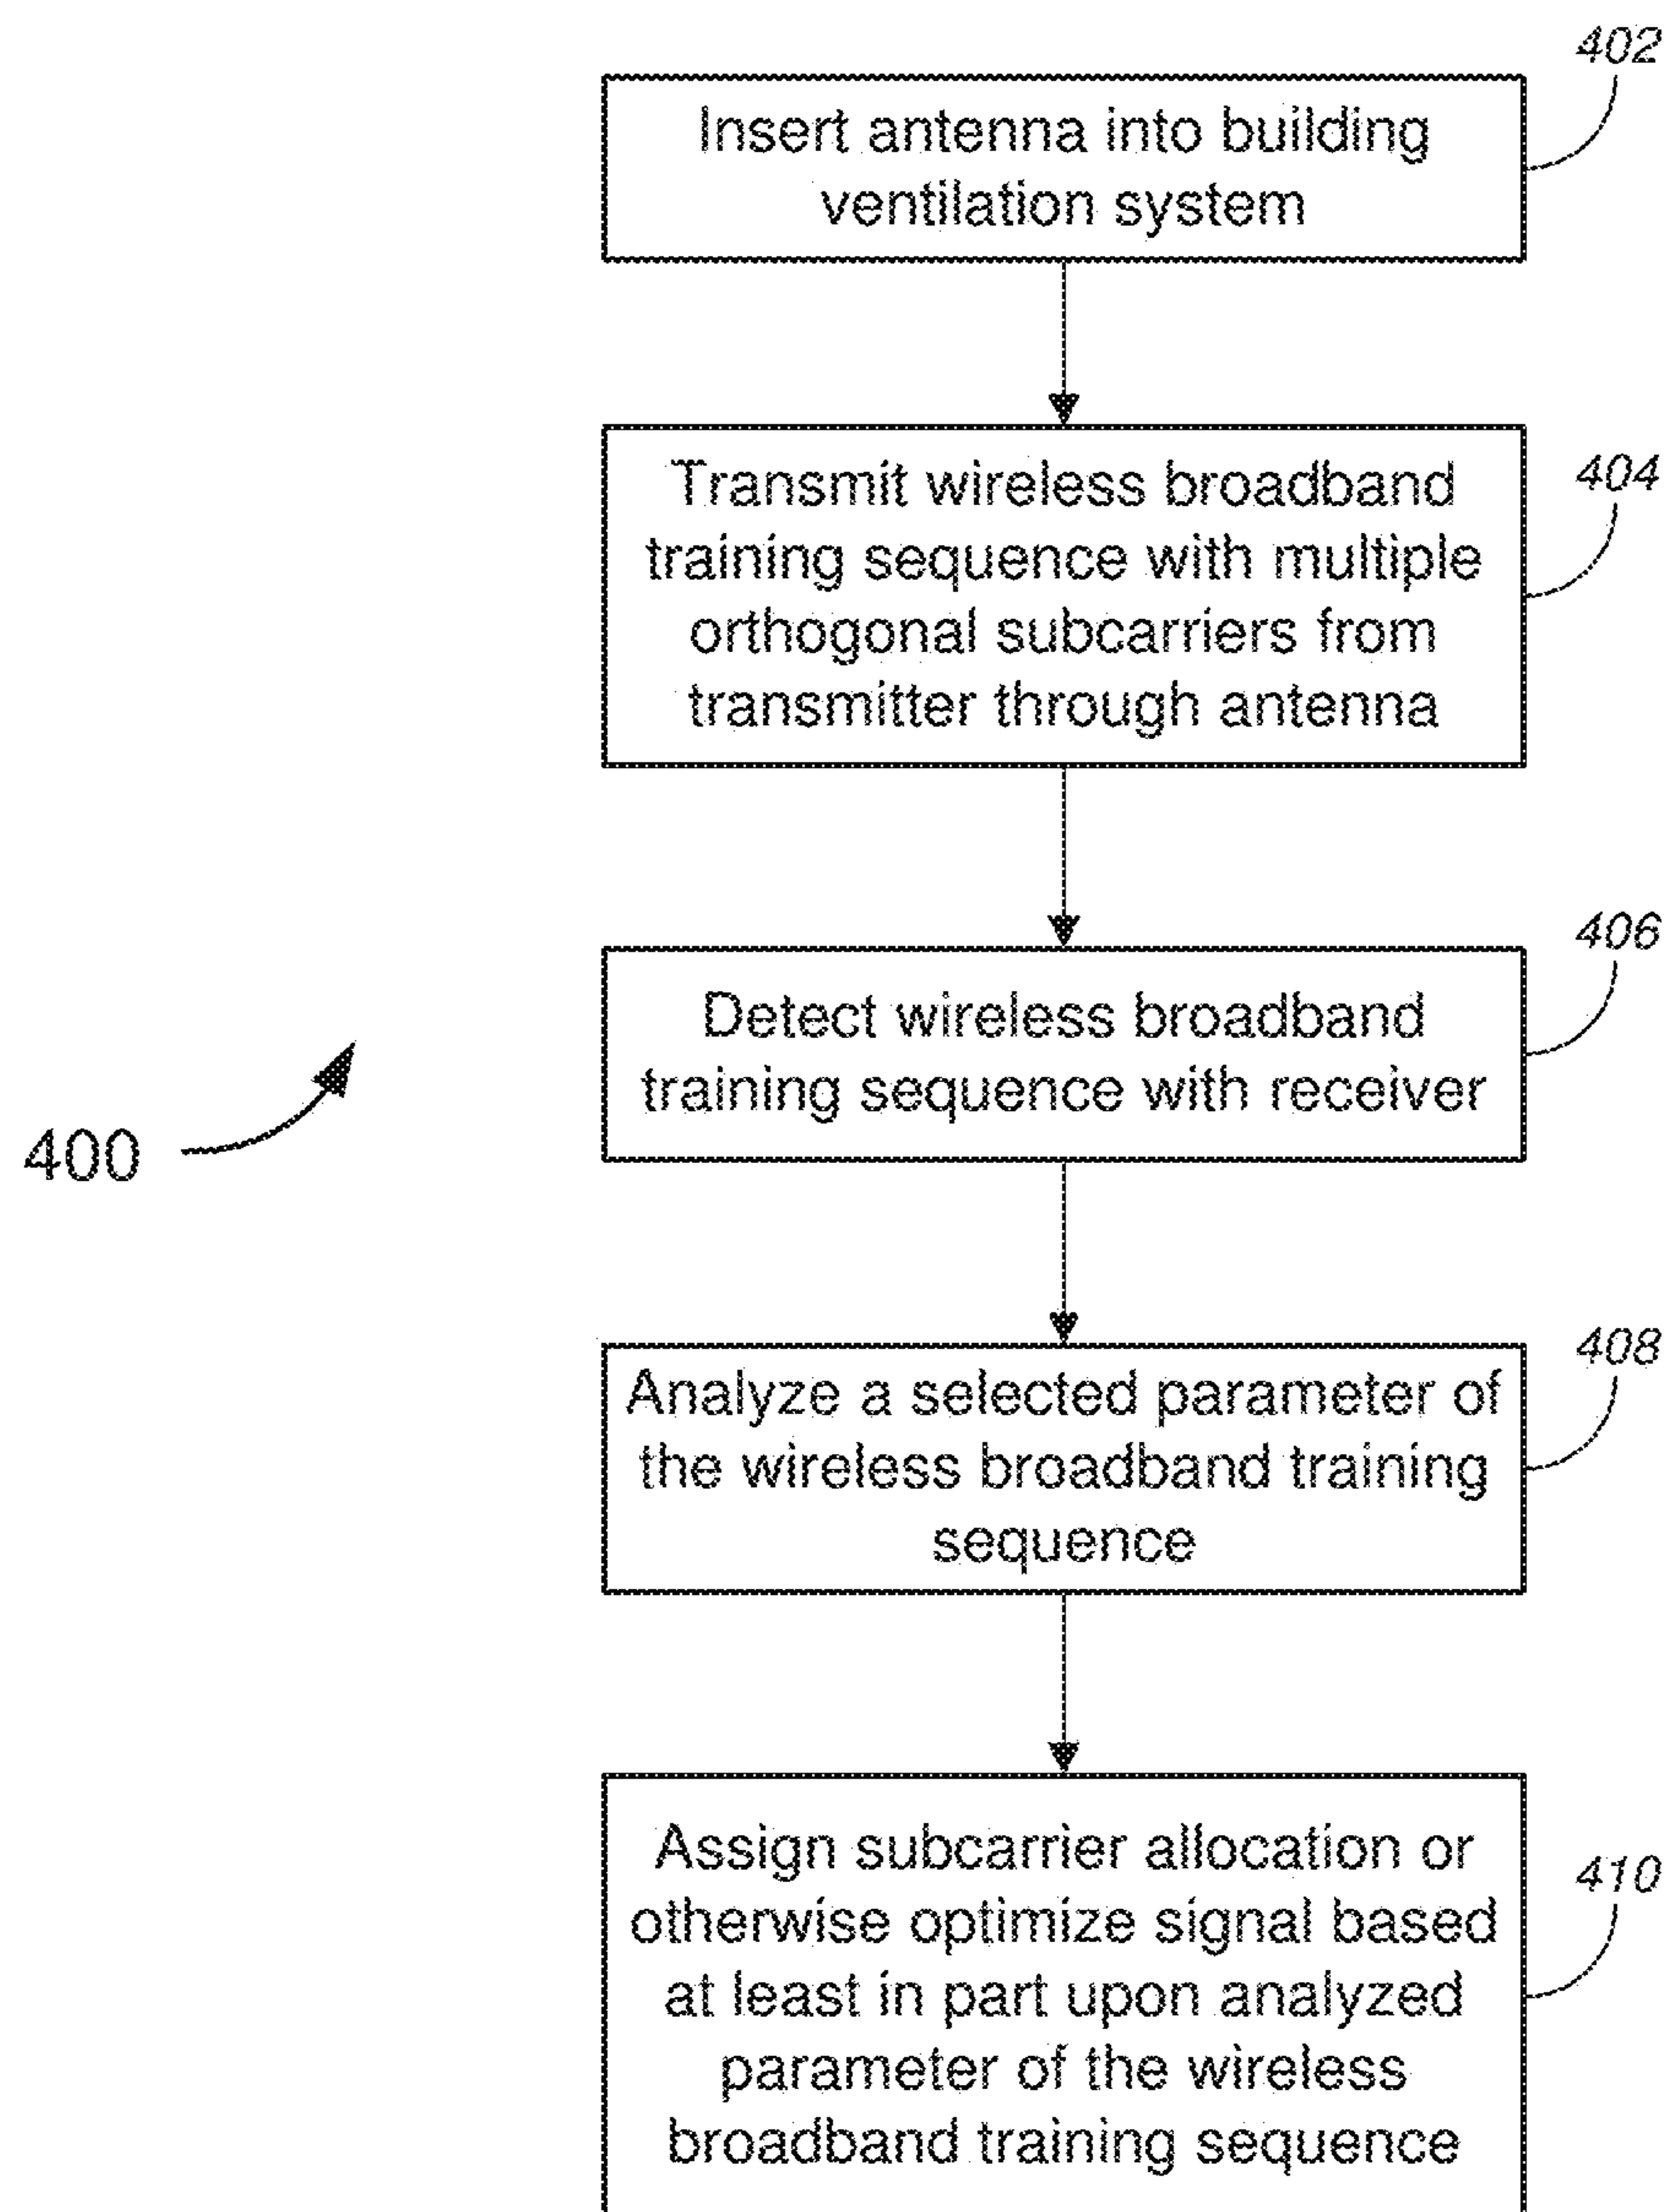 402
Insert antenna into building
ventilation system
404
Transmit wireless broadband
training sequence with multiple
orthogonal subcarriers from
transmitter through antenna
406
Detect wireless broadband
training sequence with receiver
400
408
Analyze a selected parameter of
the wireless broadband training
sequence
410
Assign subcarrier allocation or
otherwise optimize signal based
at least in part upon analyzed
parameter of the wireless
broadband training sequence